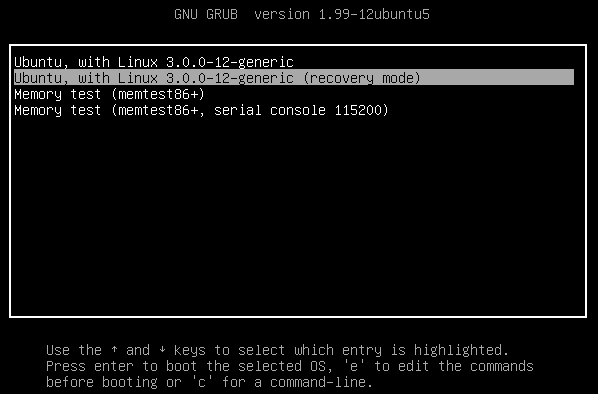 GNU GRUB  version 1.99-12ubuntu5
Ubuntu, with Linux 3.0.0-12-generic
Ubuntu, with Linux 3.0.0-12-generic (recovery mode)
Memory test (memtest86+)
Memory test (memtest86+, serial console 115200)
Use the ↑ and ↓ keys to select which entry is highlighted.
Press enter to boot the selected OS, 'e' to edit the commands
before booting or 'c' for a command-line.